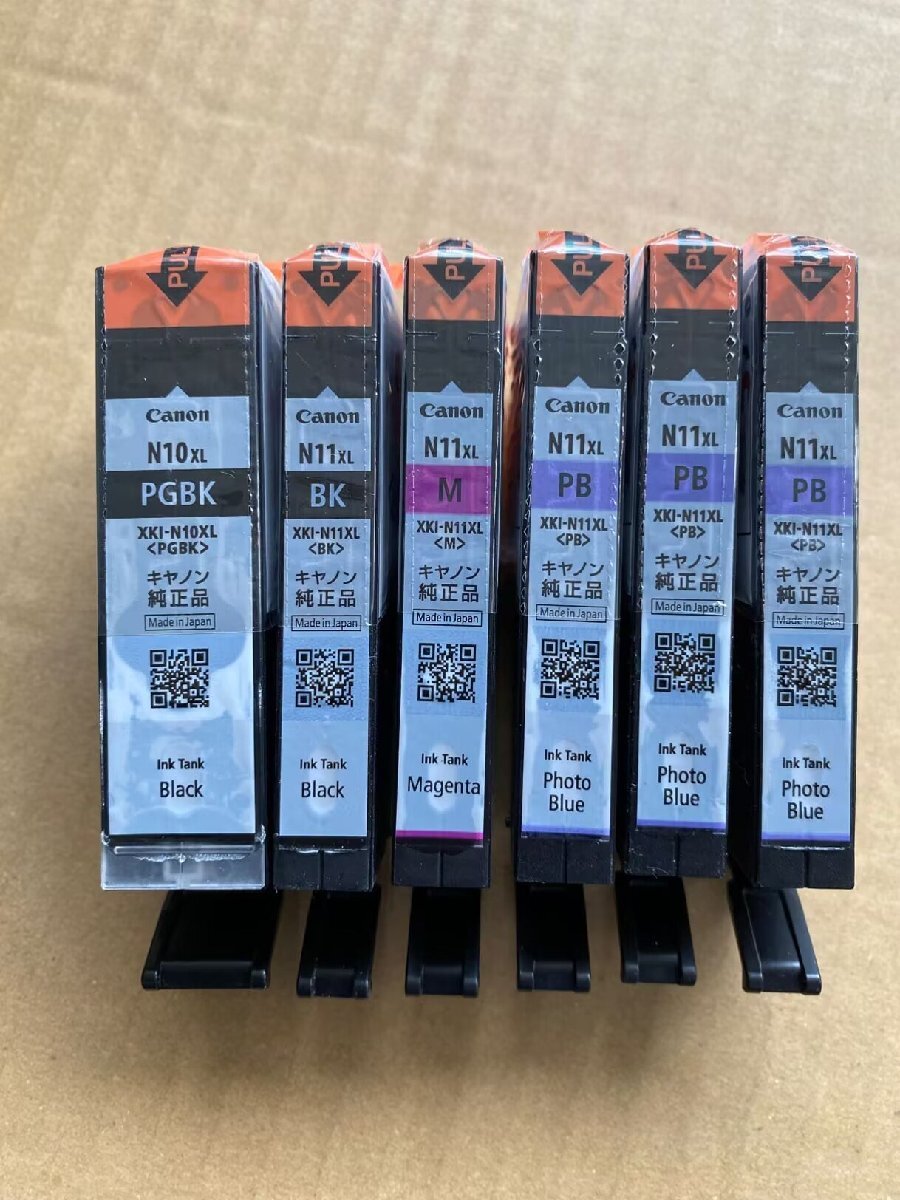 PULL
Canon
N10XL
PGBK
XKI-N10XL
<PGBK>
キヤノン
純正品
Made in Japan
Ink Tank
Black
PULL
Canon
N11XL
BK
XKI-N11XL
<BK>
キヤノン
純正品
Made in Japan
Ink Tank
Black
PULL
Canon
N11XL
M
XKI-N11XL
<M>
キヤノン
純正品
Made in Japan
Ink Tank
Magenta
PULL
Canon
N11XL
PB
XKI-N11XL
<PB>
キヤノン
純正品
Made in Japan
Ink Tank
Photo
Blue
PULL
Canon
N11XL
PB
XKI-N11XL
<PB>
キヤノン
純正品
Made in Japan
Ink Tank
Photo
Blue
PULL
Canon
N11XL
PB
XKI-N11XL
<PB>
キヤノン
純正品
Made in Japan
Ink Tank
Photo
Blue